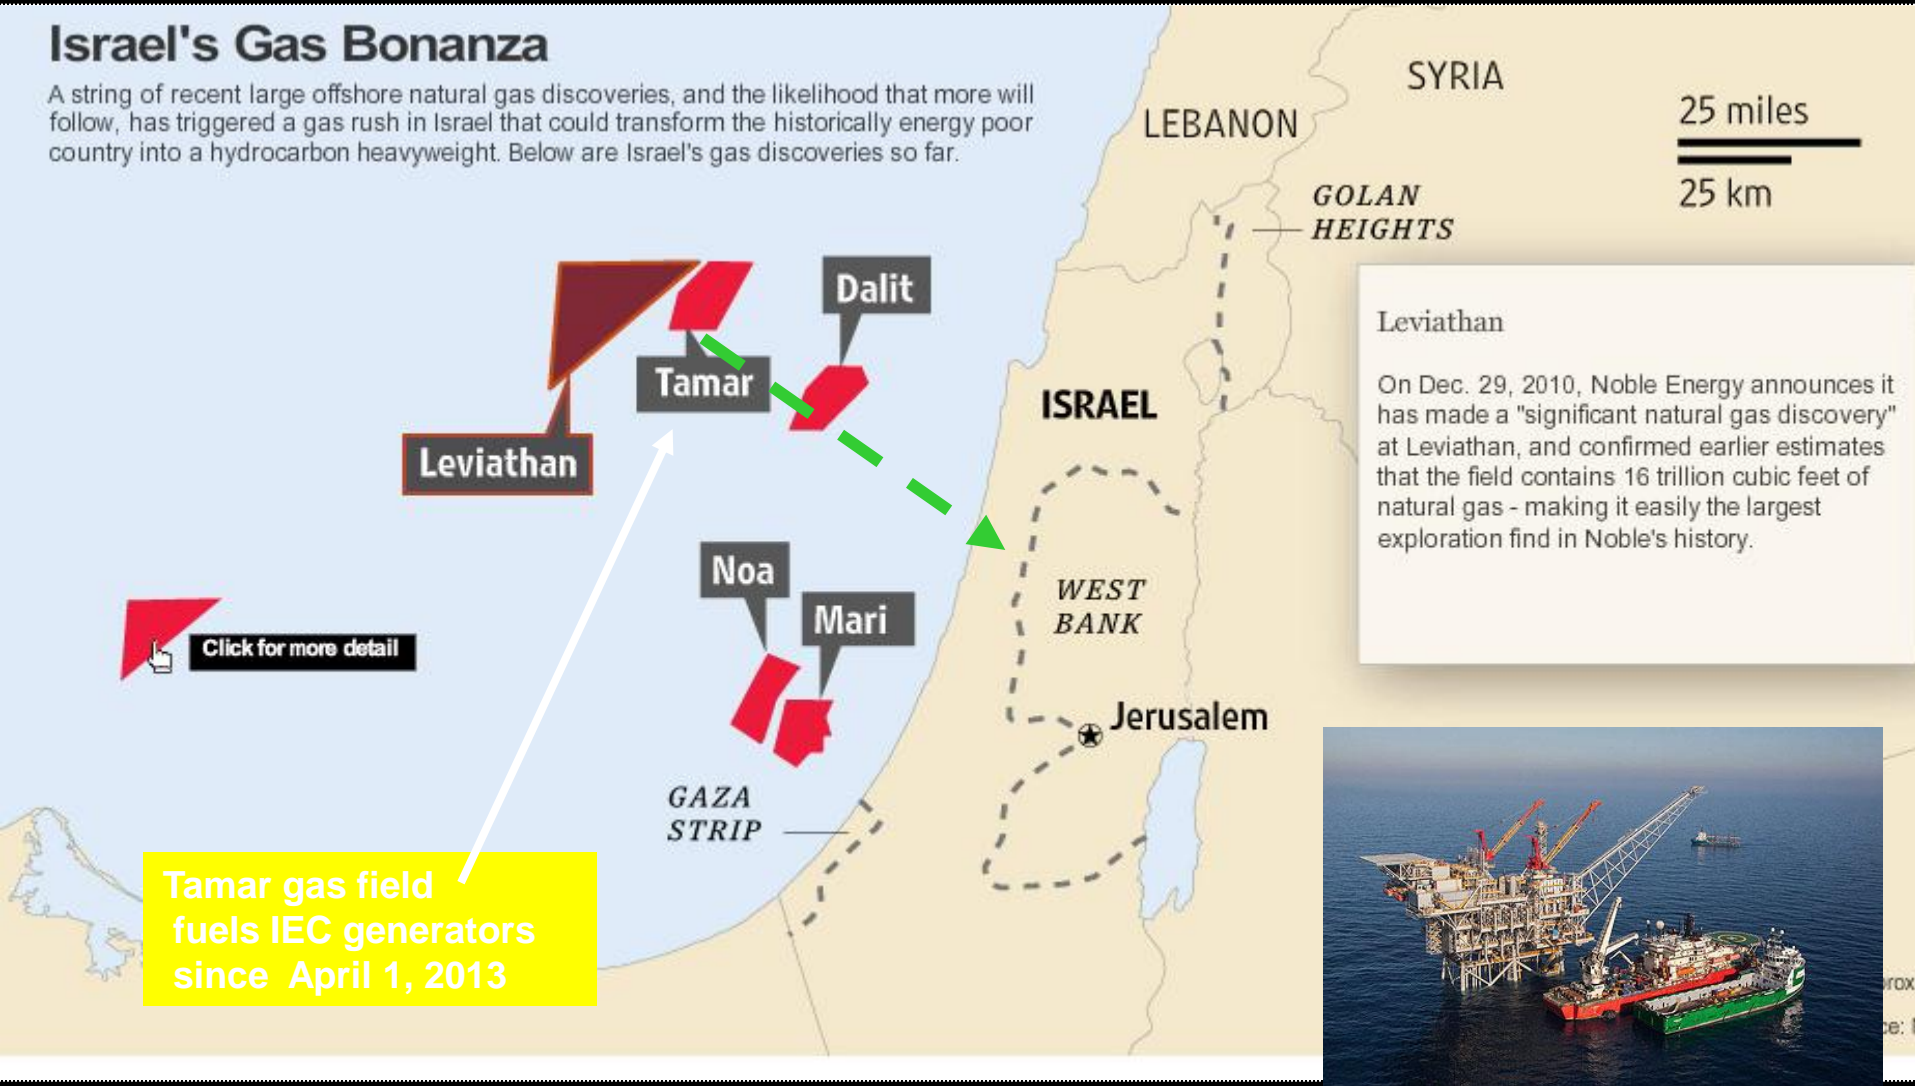 Israel's Gas Bonanza
A string of recent large offshore natural gas discoveries, and the likelihood that more will
follow, has triggered a gas rush in Israel that could transform the historically energy poor
country into a hydrocarbon heavyweight. Below are Israel's gas discoveries so far.
SYRIA
LEBANON
25 miles
25 km
GOLAN
HEIGHTS
Dalit
Tamar
Leviathan
ISRAEL
Leviathan
On Dec. 29, 2010, Noble Energy announces it
has made a "significant natural gas discovery"
at Leviathan, and confirmed earlier estimates
that the field contains 16 trillion cubic feet of
natural gas - making it easily the largest
exploration find in Noble's history.
Noa
Mari
WEST
BANK
Click for more detail
Jerusalem
GAZA
STRIP
Tamar gas field
fuels IEC generators
since April 1, 2013